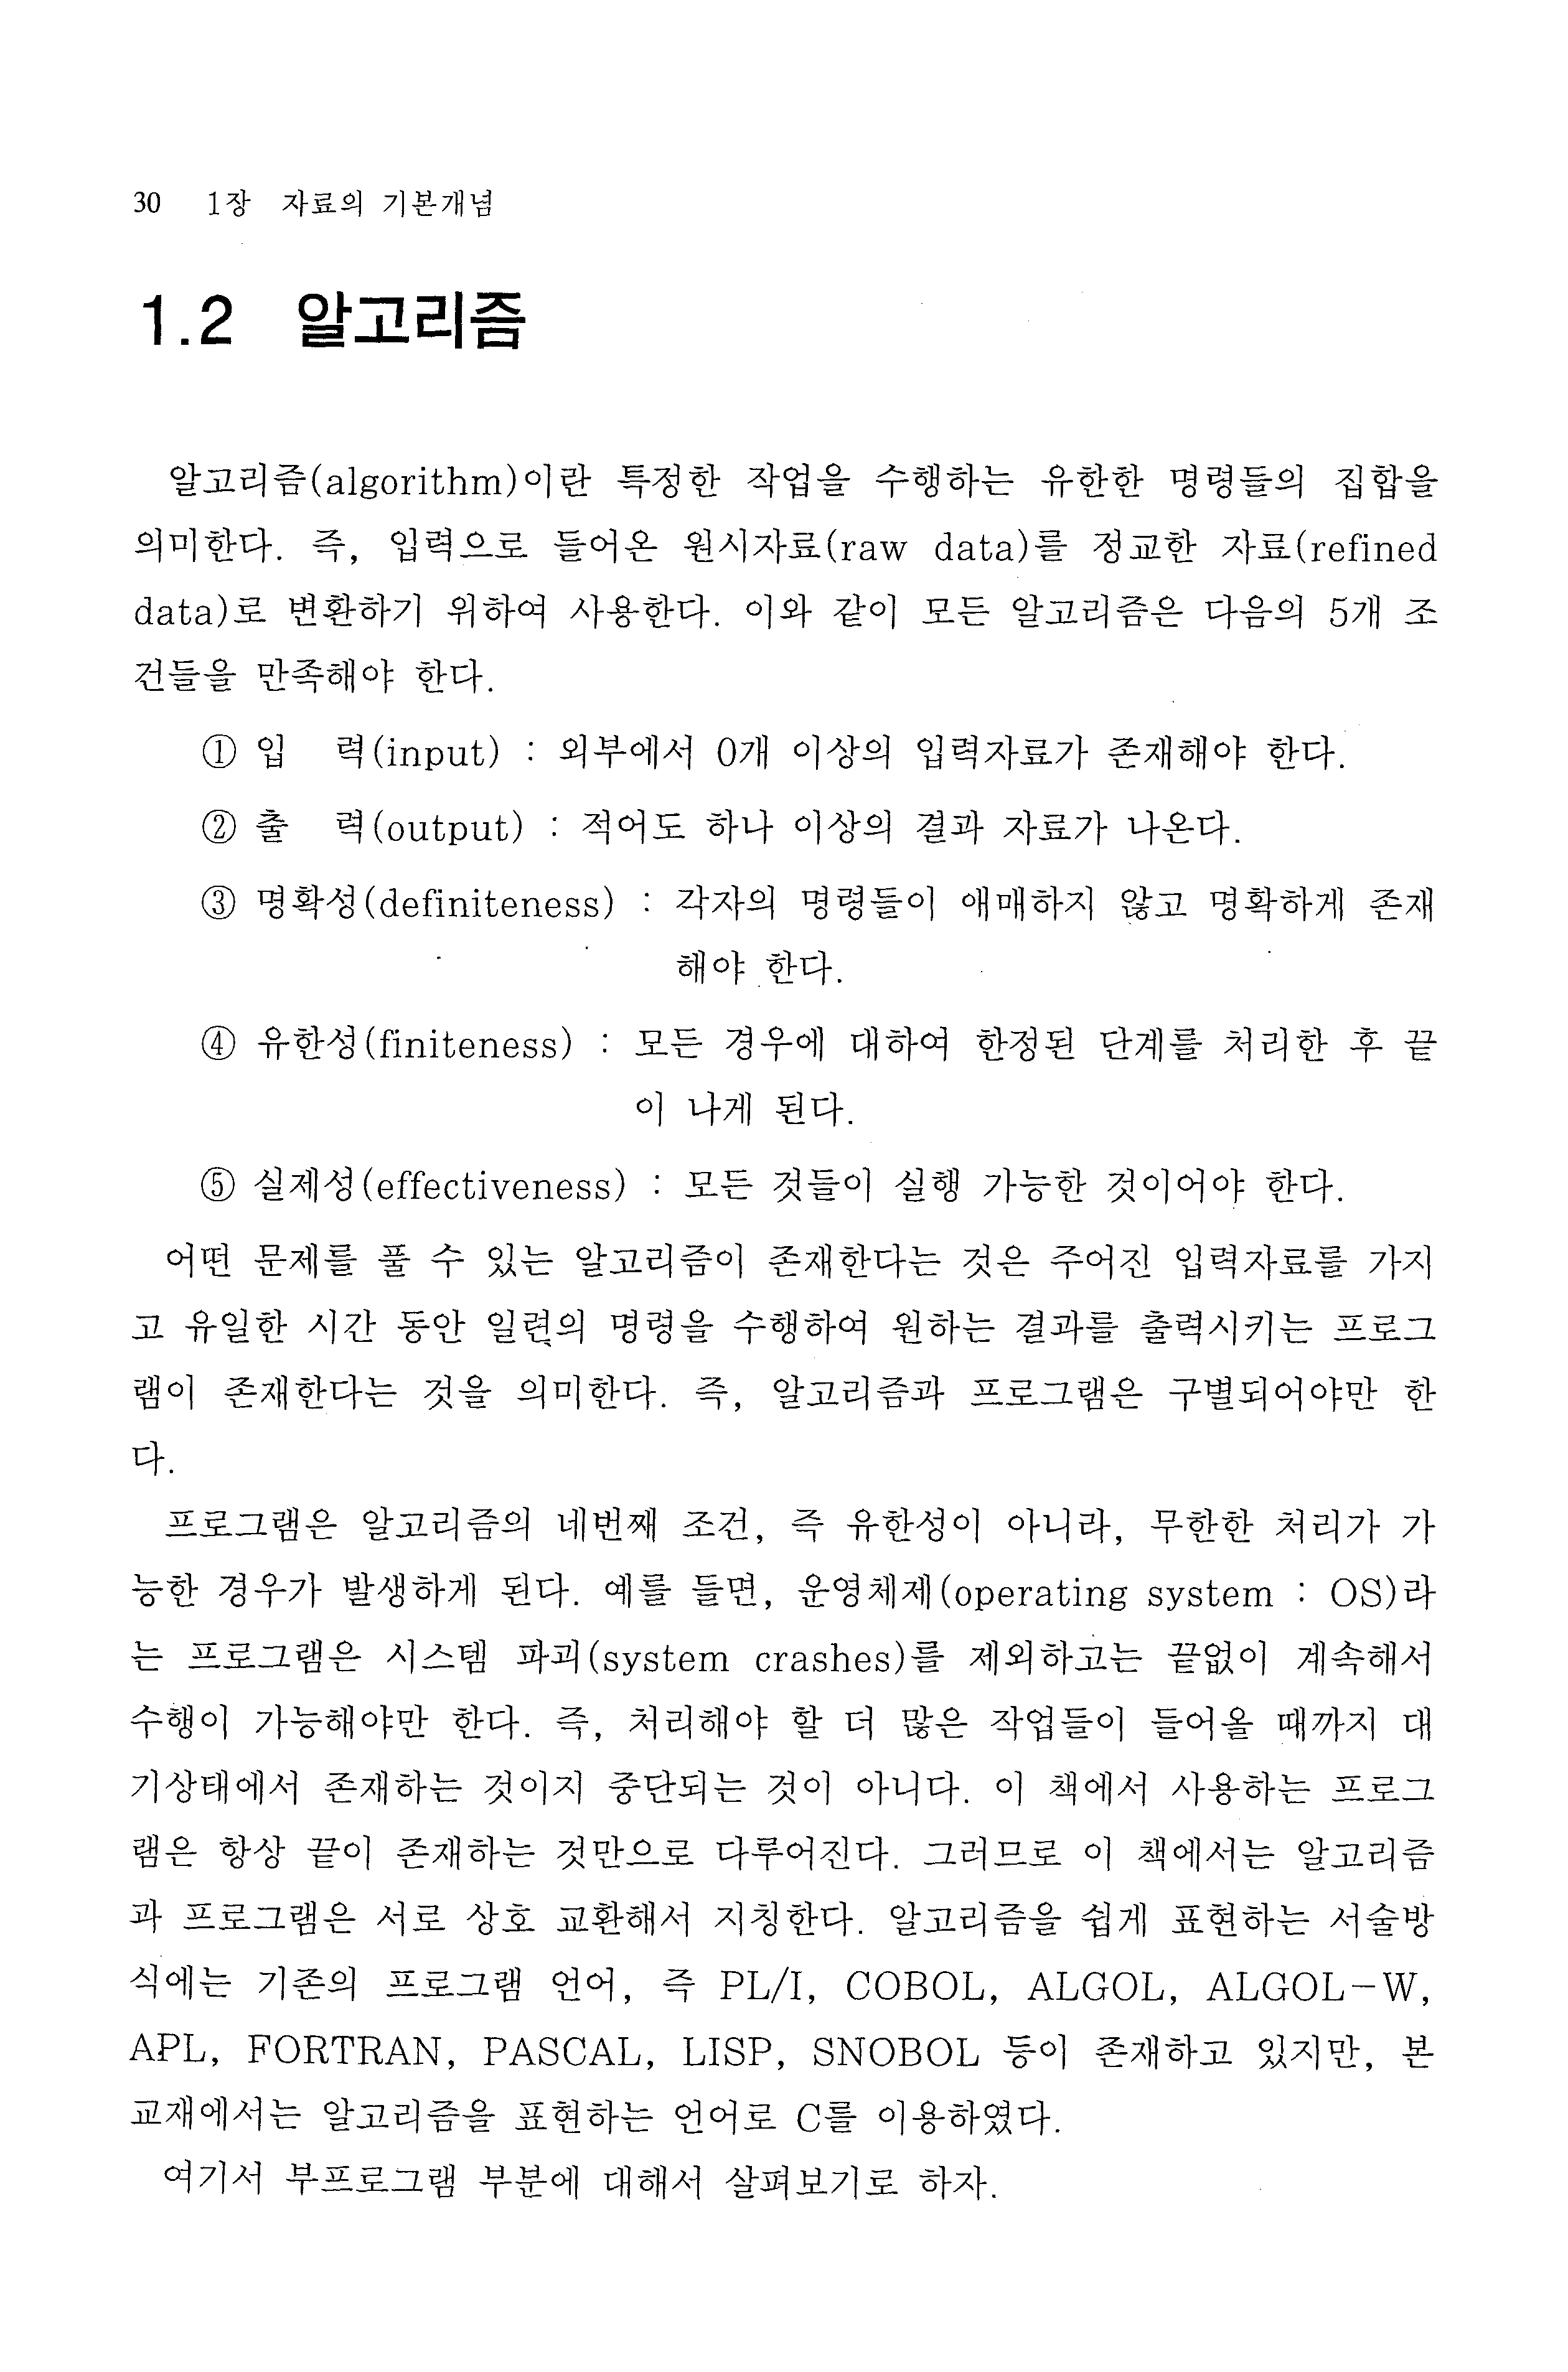 30 1장 자료의 기본개념
1.2 알고리즘
알고리즘(algorithm)이란 특정한 작업을 수행하는 유한한 명령들의 집합을
의미한다. 즉, 입력으로 들어온 원시자료(raw data)를 정교한 자료(refined
data)로 변환하기 위하여 사용한다. 이와 같이 모든 알고리즘은 다음의 5개 조
건들을 만족해야 한다.
① 입 력(input) : 외부에서 0개 이상의 입력자료가 존재해야 한다.
② 출 력(output) : 적어도 하나 이상의 결과 자료가 나온다.
③ 명확성(definiteness) : 각자의 명령들이 애매하지 않고 명확하게 존재
해야 한다.
④ 유한성(finiteness) : 모든 경우에 대하여 한정된 단계를 처리한 후 끝
이 나게 된다.
⑤ 실제성(effectiveness) : 모든 것들이 실행 가능한 것이어야 한다.
어떤 문제를 풀 수 있는 알고리즘이 존재한다는 것은 주어진 입력자료를 가지
고 유일한 시간 동안 일련의 명령을 수행하여 원하는 결과를 출력시키는 프로그
램이 존재한다는 것을 의미한다. 즉, 알고리즘과 프로그램은 구별되어야만 한
다.
프로그램은 알고리즘의 네번째 조건, 즉 유한성이 아니라, 무한한 처리가 가
능한 경우가 발생하게 된다. 예를 들면, 운영체제(operating system : OS)라
는 프로그램은 시스템 파괴(system crashes)를 제외하고는 끝없이 계속해서
수행이 가능해야만 한다. 즉, 처리해야 할 더 많은 작업들이 들어올 때까지 대
기상태에서 존재하는 것이지 중단되는 것이 아니다. 이 책에서 사용하는 프로그
램은 항상 끝이 존재하는 것만으로 다루어진다. 그러므로 이 책에서는 알고리즘
과 프로그램은 서로 상호 교환해서 지칭한다. 알고리즘을 쉽게 표현하는 서술방
식에는 기존의 프로그램 언어, 즉 PL/I, COBOL, ALGOL, ALGOL-W,
APL, FORTRAN, PASCAL, LISP, SNOBOL 등이 존재하고 있지만, 본
교재에서는 알고리즘을 표현하는 언어로 C를 이용하였다.
여기서 부프로그램 부분에 대해서 살펴보기로 하자.